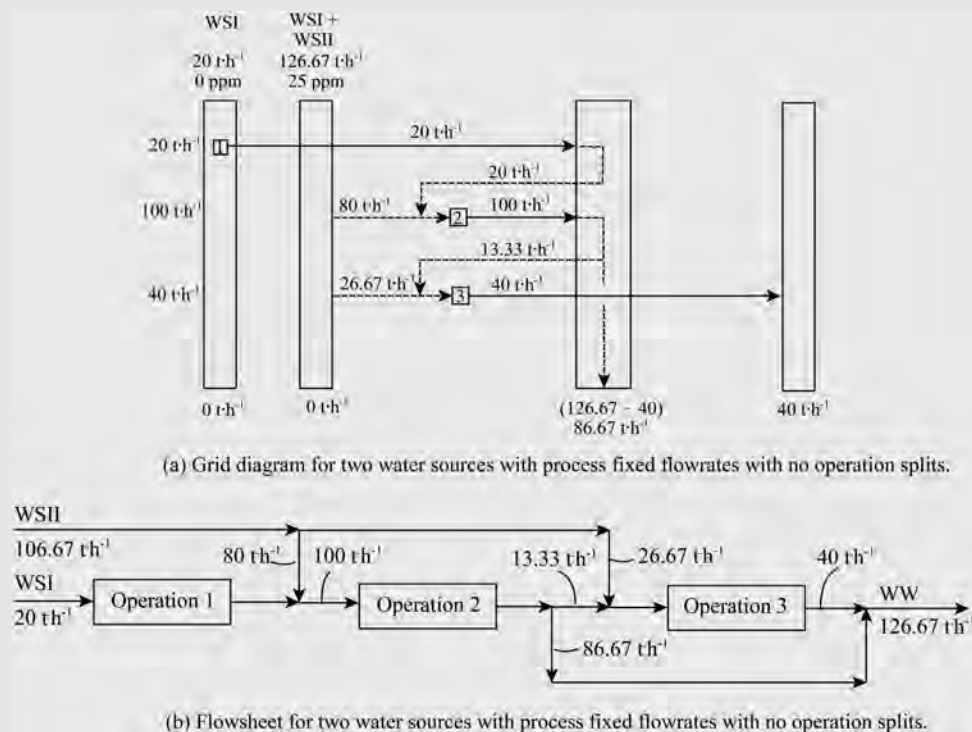 WSI
WSI +
WSII
20 t·h⁻¹
126.67 t·h⁻¹
0 ppm
25 ppm
20 t·h⁻¹
1
20 t·h⁻¹
20 t·h⁻¹
100 t·h⁻¹
80 t·h⁻¹
2
100 t·h⁻¹
13.33 t·h⁻¹
40 t·h⁻¹
26.67 t·h⁻¹
3
40 t·h⁻¹
0 t·h⁻¹
0 t·h⁻¹
(126.67 – 40)
86.67 t·h⁻¹
40 t·h⁻¹
(a) Grid diagram for two water sources with process fixed flowrates with no operation splits.
WSII
106.67 t·h⁻¹
80 t·h⁻¹
100 t·h⁻¹
13.33 t·h⁻¹
26.67 t·h⁻¹
40 t·h⁻¹
WSI
Operation 1
Operation 2
Operation 3
WW
20 t·h⁻¹
126.67 t·h⁻¹
86.67 t·h⁻¹
(b) Flowsheet for two water sources with process fixed flowrates with no operation splits.